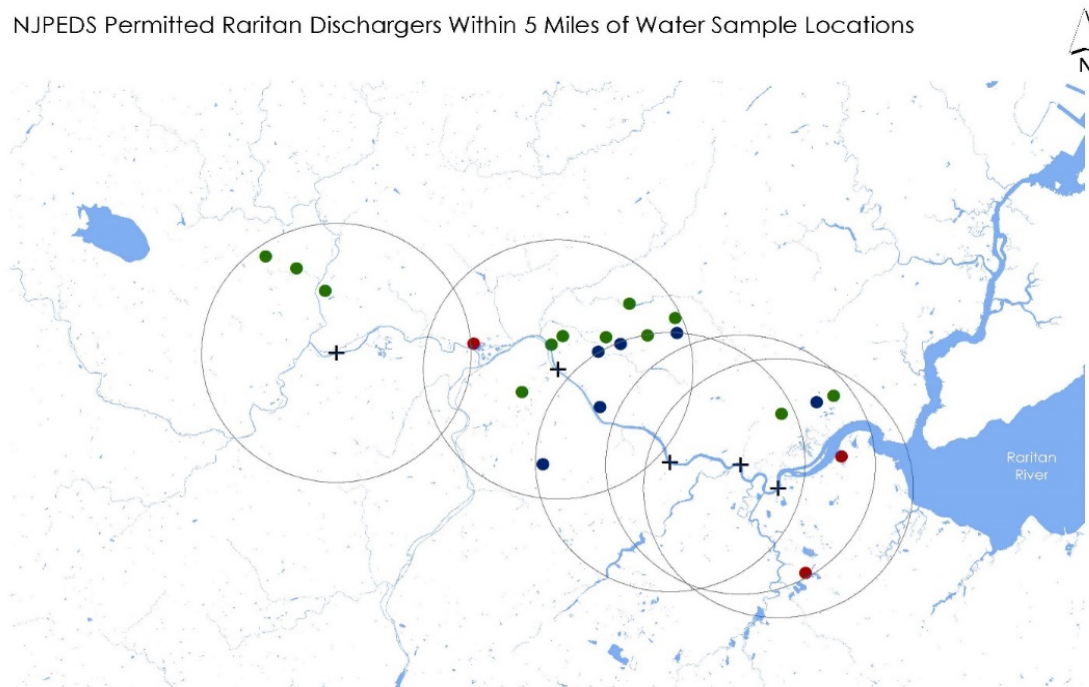 NJPEDS Permitted Raritan Dischargers Within 5 Miles of Water Sample Locations
N
Raritan
River